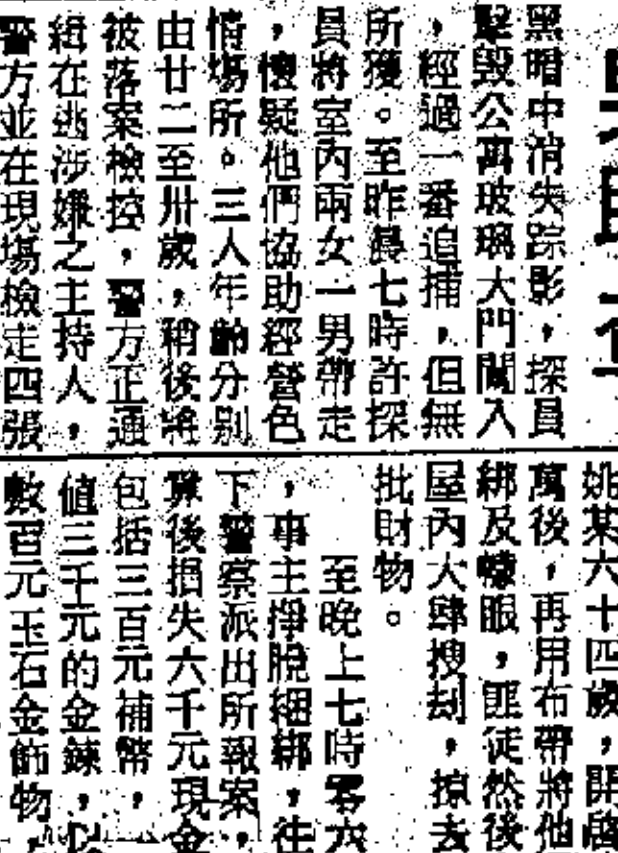 黑暗中消失踪影，探員
擊毀公寓玻璃大門闖入
，經過一番追捕，但無
所獲。至昨晨七時許探
員將室內兩女一男帶走
，懷疑他們協助經營色
情場所。三人年齡分別
由廿二至卅歲，稍後將
被落案檢控，警方正通
緝在逃涉嫌之主持人，
警方並在現場檢走四張
姚某六十四歲，開啓
萬後，再用布帶將他
綁及矇眼，匪徒然後
屋內大肆搜刦，掠去
批財物。
至晚上七時零六
，事主掙脫綑綁，往
下警察派出所報案，
算後損失六千元現金
包括三百元補幣，
值三千元的金鍊，以
數百元玉石金飾物，